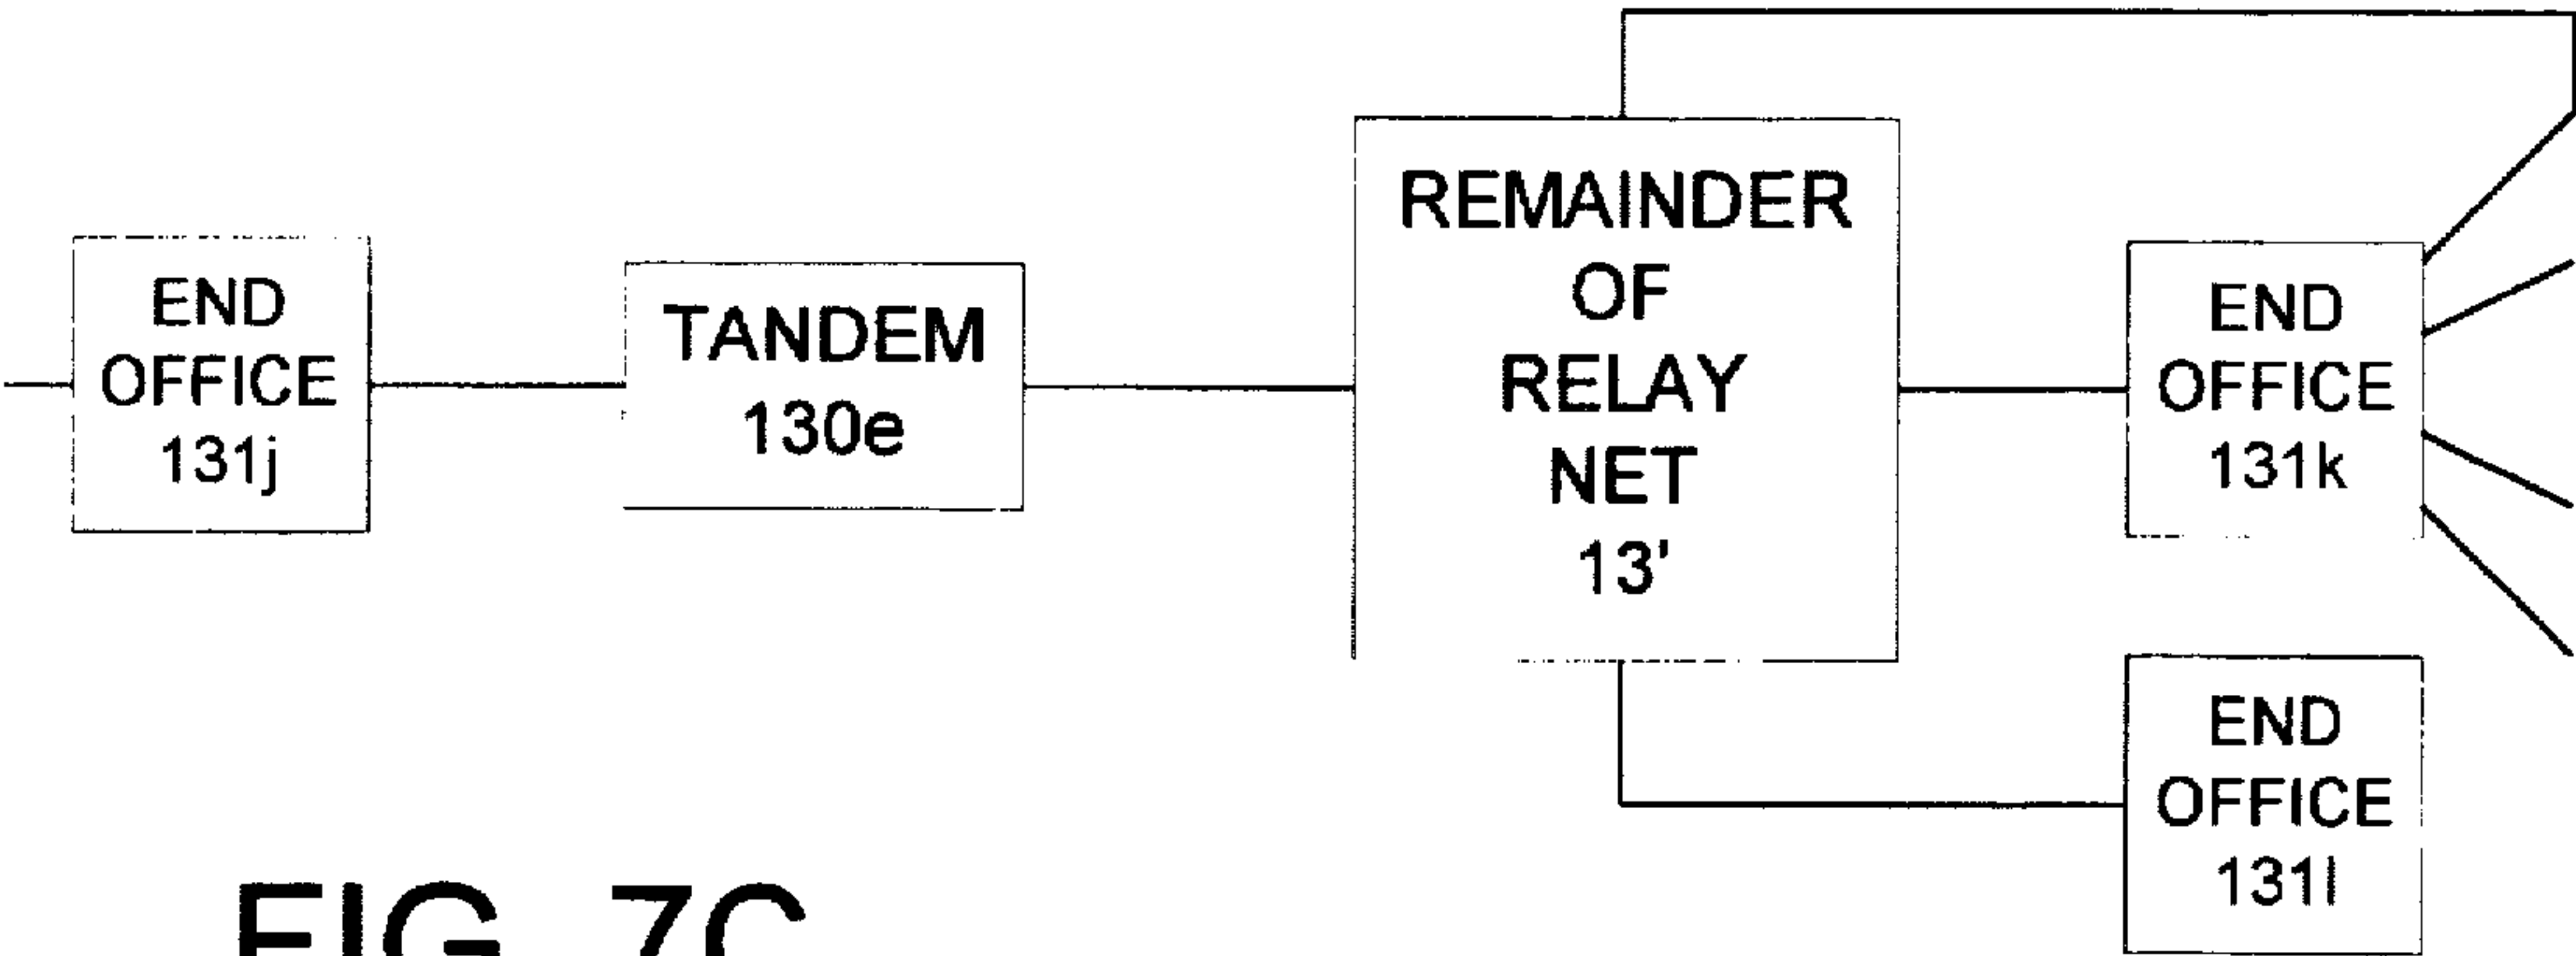 END
OFFICE
131j
TANDEM
130e
REMAINDER
OF
RELAY
NET
13'
END
OFFICE
131k
END
OFFICE
131l
FIG. 7C